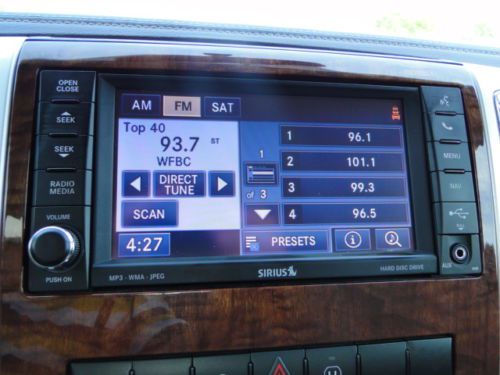 OPEN
CLOSE
SEEK
SEEK
RADIO
MEDIA
VOLUME
PUSH ON
AM FM SAT
Top 40
93.7 ST
WFBC
DIRECT
TUNE
SCAN
4:27
1
of 3
1 96.1
2 101.1
3 99.3
4 96.5
PRESETS
i
2
MENU
NAV
AUX
MP3 - WMA - JPEG
SIRIUS
HARD DISC DRIVE